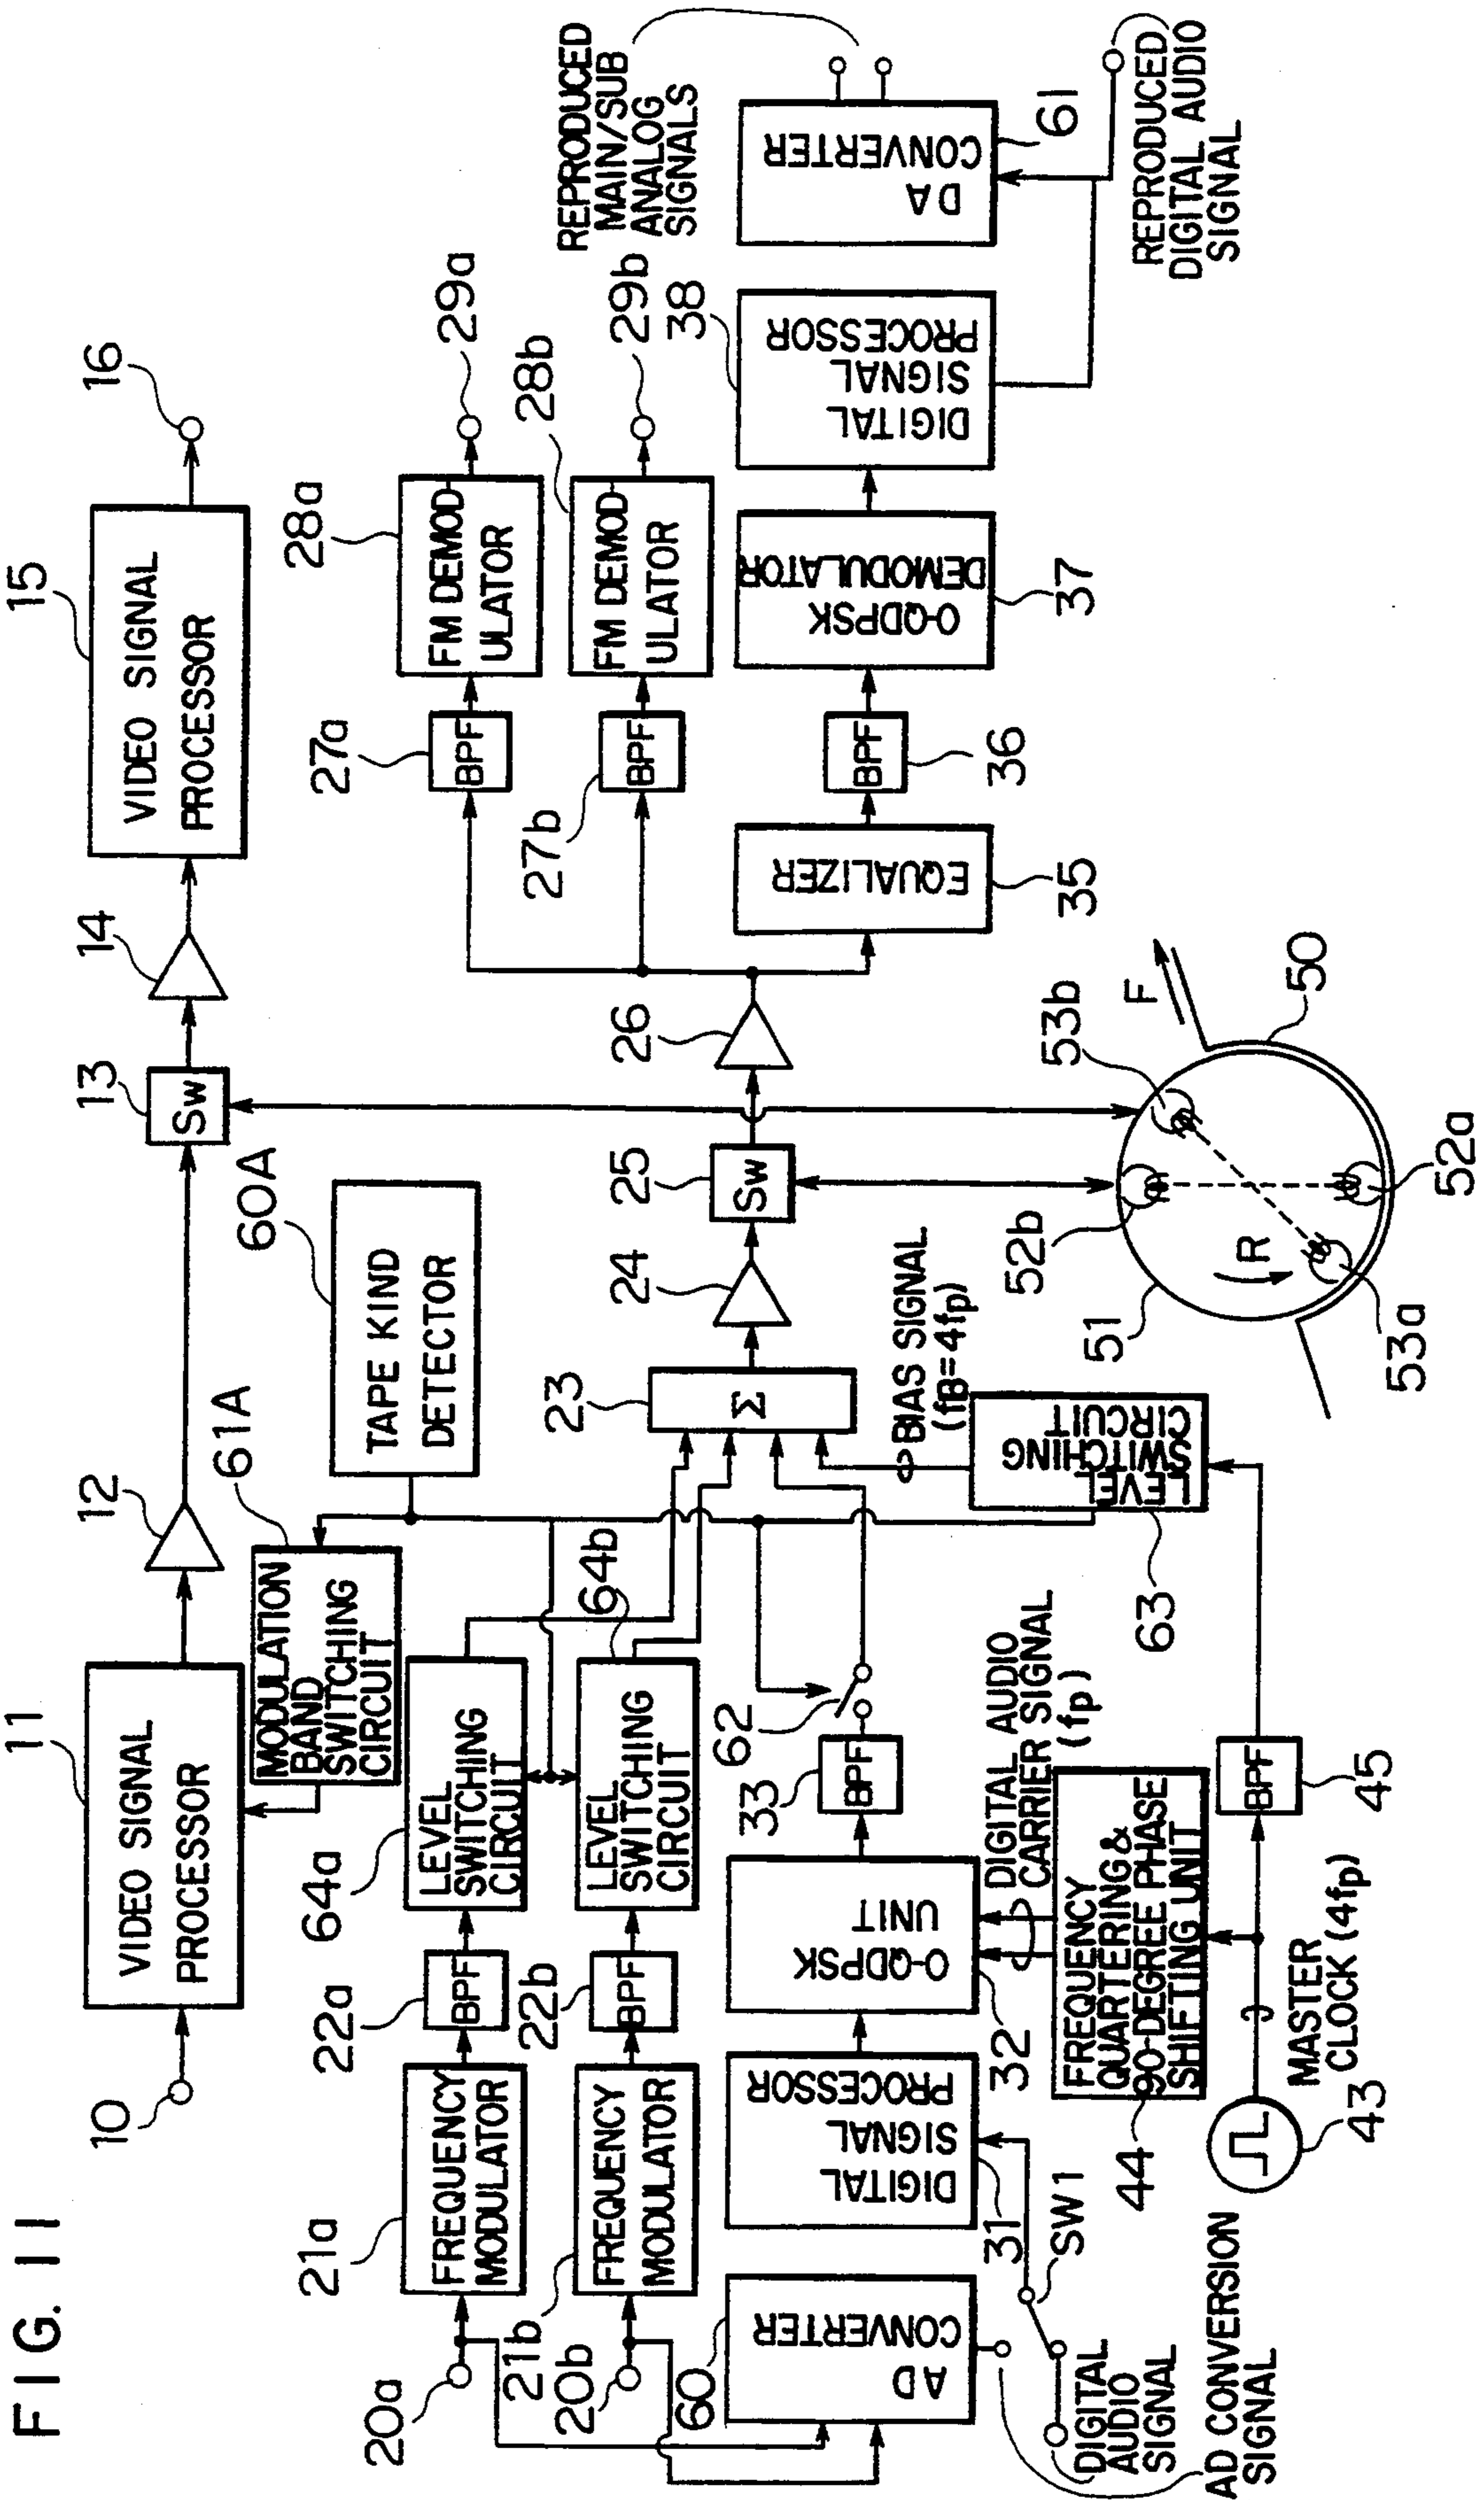 FIG. 11
10
11
VIDEO SIGNAL
PROCESSOR
12
13
SW
14
15
VIDEO SIGNAL
PROCESSOR
16
61A
MODULATION
BAND
SWITCHING
CIRCUIT
60A
TAPE KIND
DETECTOR
20a
21a
FREQUENCY
MODULATOR
22a
BPF
64a
LEVEL
SWITCHING
CIRCUIT
20b
21b
FREQUENCY
MODULATOR
22b
BPF
64b
LEVEL
SWITCHING
CIRCUIT
23
Σ
24
25
SW
26
27a
BPF
28a
FM DEMOD
ULATOR
29a
27b
BPF
28b
FM DEMOD-
ULATOR
29b
60
AD
CONVERTER
31
DIGITAL
SIGNAL
PROCESSOR
32
O-QDPSK
UNIT
33
BPF
62
35
EQUALIZER
36
BPF
37
O-QDPSK
DEMODULATOR
38
DIGITAL
SIGNAL
PROCESSOR
61
DA
CONVERTER
REPRODUCED
MAIN/SUB
ANALOG
SIGNALS
REPRODUCED
DIGITAL AUDIO
SIGNAL
SW1
DIGITAL
AUDIO
SIGNAL
AD CONVERSION
SIGNAL
43
MASTER
CLOCK (4fp)
44
FREQUENCY
QUARTERING &
90-DEGREE PHASE
SHIFTING UNIT
DIGITAL AUDIO
CARRIER SIGNAL
(fp)
45
BPF
63
LEVEL
SWITCHING
CIRCUIT
BIAS SIGNAL
(fB=4fp)
50
51
52a
52b
53a
53b
R
F